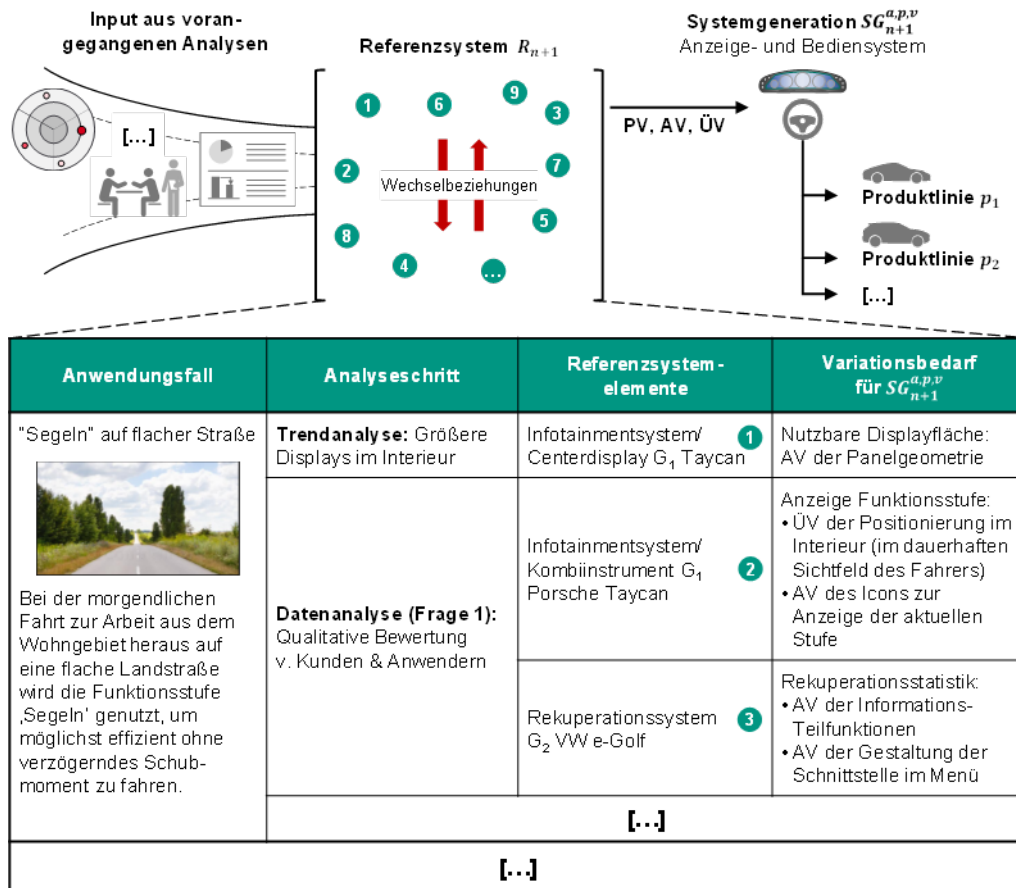 Input aus voran-
gegangenen Analysen
[...]
Referenzsystem R_{n+1}
1
6
9
3
2
7
Wechselbeziehungen
8
5
4
...
PV, AV, ÜV
Systemgeneration SG_{n+1}^{a,p,v}
Anzeige- und Bediensystem
Produktlinie p_1
Produktlinie p_2
[...]
Anwendungsfall
Analyseschritt
Referenzsystem-
elemente
Variationsbedarf
für SG_{n+1}^{a,p,v}
"Segeln" auf flacher Straße
Bei der morgendlichen
Fahrt zur Arbeit aus dem
Wohngebiet heraus auf
eine flache Landstraße
wird die Funktionsstufe
‚Segeln' genutzt, um
möglichst effizient ohne
verzögerndes Schub-
moment zu fahren.
Trendanalyse: Größere
Displays im Interieur
Infotainmentsystem/
Centerdisplay G_1 Taycan
1
Nutzbare Displayfläche:
AV der Panelgeometrie
Datenanalyse (Frage 1):
Qualitative Bewertung
v. Kunden & Anwendern
Infotainmentsystem/
Kombiinstrument G_1
Porsche Taycan
2
Anzeige Funktionsstufe:
• ÜV der Positionierung im
Interieur (im dauerhaften
Sichtfeld des Fahrers)
• AV des Icons zur
Anzeige der aktuellen
Stufe
Rekuperationssystem
G_2 VW e-Golf
3
Rekuperationsstatistik:
• AV der Informations-
Teilfunktionen
• AV der Gestaltung der
Schnittstelle im Menü
[...]
[...]